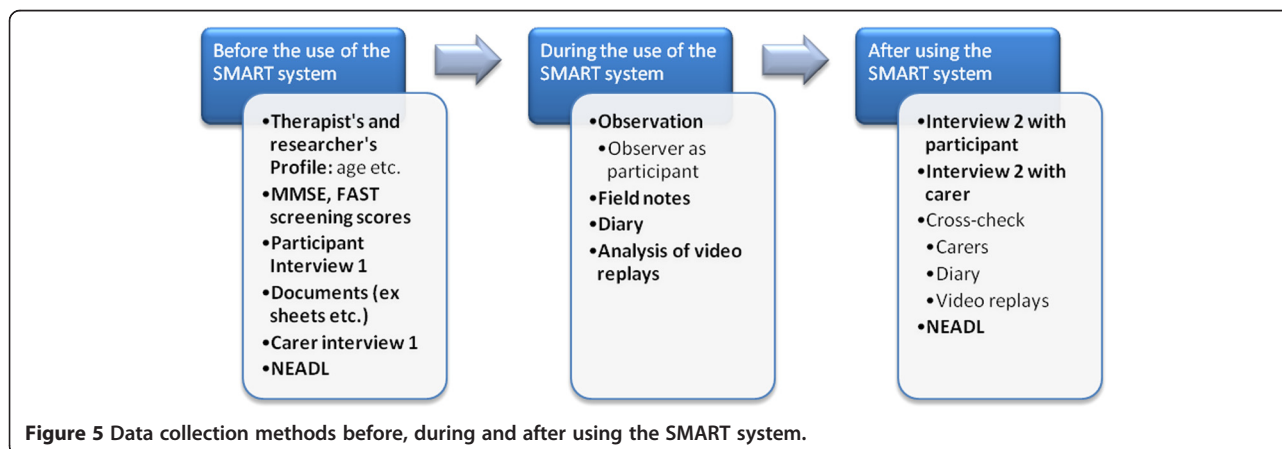 Before the use of the
SMART system
•Therapist's and
researcher's
Profile: age etc.
•MMSE, FAST
screening scores
•Participant
Interview 1
•Documents (ex
sheets etc.)
•Carer interview 1
•NEADL
During the use of the
SMART system
•Observation
•Observer as
participant
•Field notes
•Diary
•Analysis of video
replays
After using the
SMART system
•Interview 2 with
participant
•Interview 2 with
carer
•Cross-check
•Carers
•Diary
•Video replays
•NEADL
Figure 5 Data collection methods before, during and after using the SMART system.